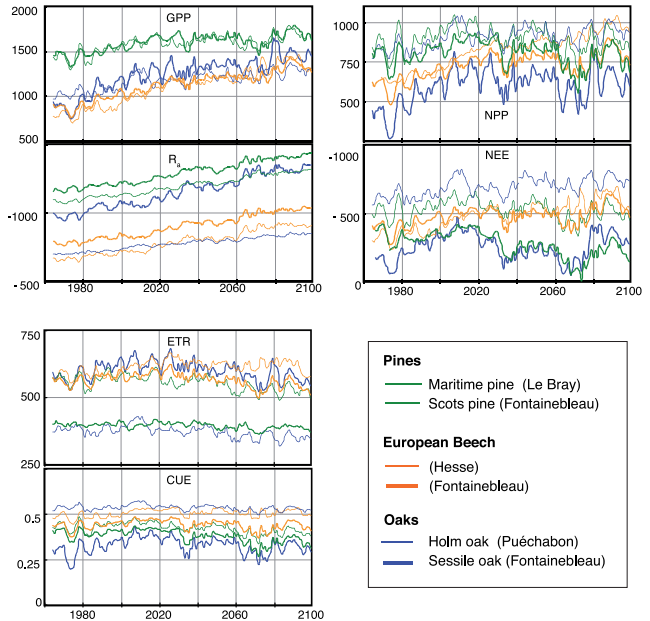 2000
GPP
1500
1000
500
R_a
-1000
-500
1980
2020
2060
2100
1000
750
500
NPP
-1000
NEE
-500
0
1980
2020
2060
2100
750
ETR
500
250
CUE
0.5
0.25
0
1980
2020
2060
2100
Pines
Maritime pine (Le Bray)
Scots pine (Fontainebleau)
European Beech
(Hesse)
(Fontainebleau)
Oaks
Holm oak (Puéchabon)
Sessile oak (Fontainebleau)